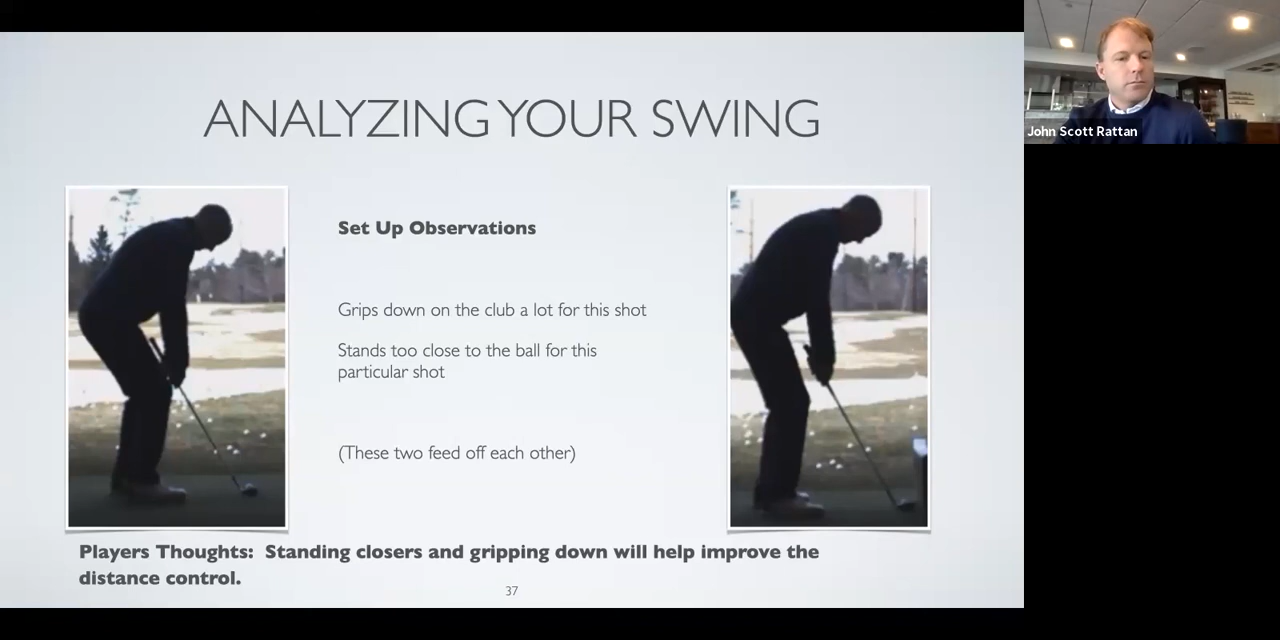 ANALYZING YOUR SWING
Set Up Observations
Grips down on the club a lot for this shot
Stands too close to the ball for this
particular shot
(These two feed off each other)
Players Thoughts: Standing closers and gripping down will help improve the
distance control.
37
John Scott Rattan